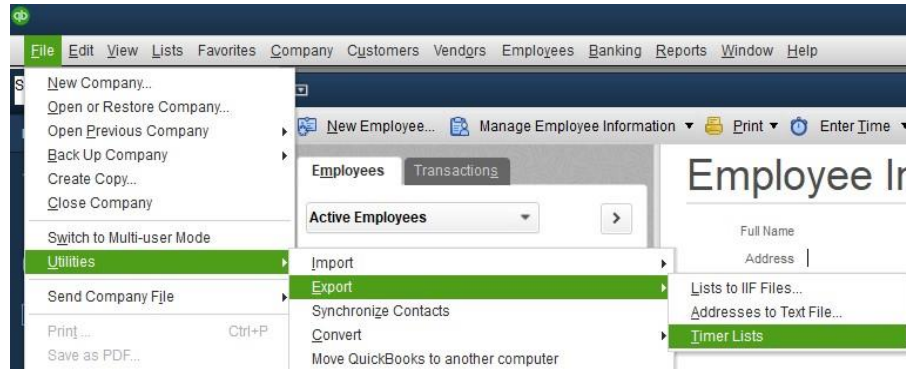 qb
File Edit View Lists Favorites Company Customers Vendors Employees Banking Reports Window Help
New Company...
Open or Restore Company...
Open Previous Company
Back Up Company
Create Copy...
Close Company
Switch to Multi-user Mode
Utilities
Send Company File
Print ... Ctrl+P
Save as PDF...
New Employee... Manage Employee Information Print Enter Time
Employees Transactions
Active Employees
Import
Export
Synchronize Contacts
Convert
Move QuickBooks to another computer
Employee
Full Name
Address
Lists to IIF Files...
Addresses to Text File...
Timer Lists